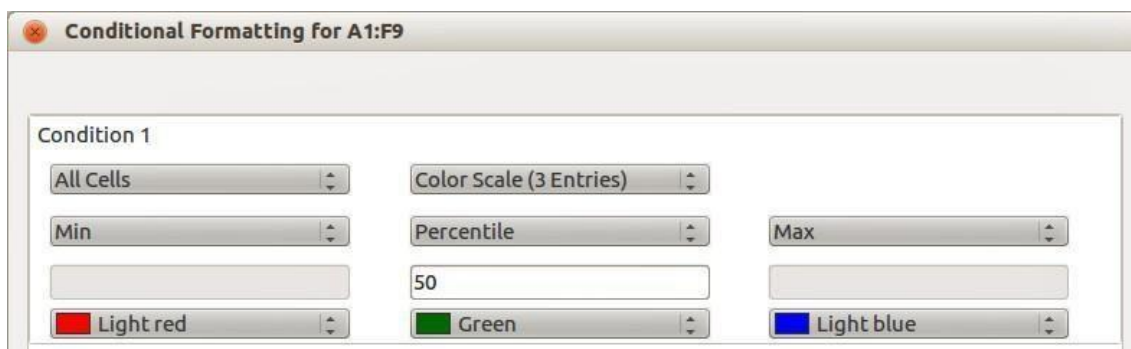 Conditional Formatting for A1:F9
Condition 1
All Cells Color Scale (3 Entries)
Min Percentile Max
50
Light red Green Light blue